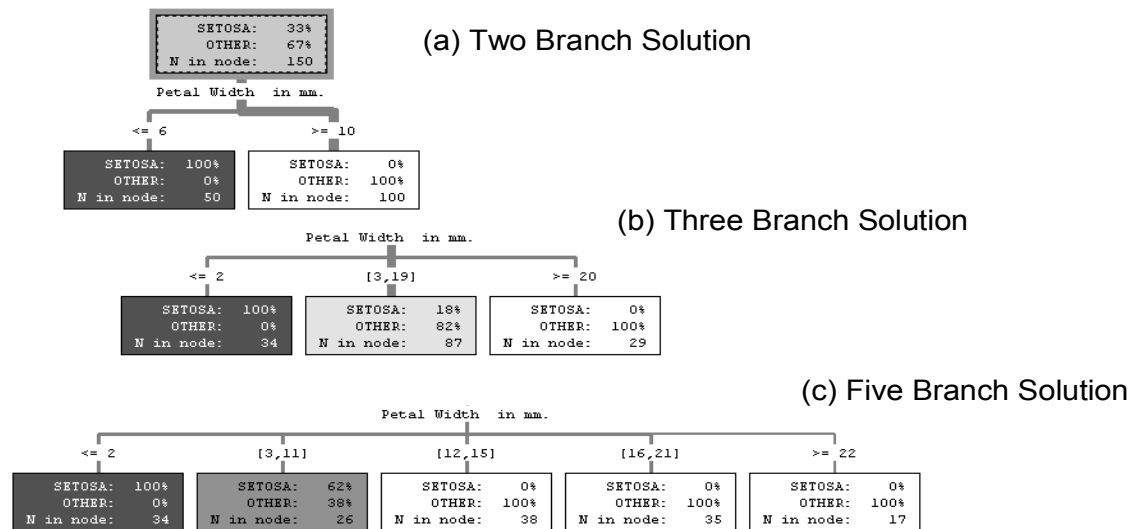 (a) Two Branch Solution
SETOSA: 33%
OTHER: 67%
N in node: 150
Petal Width in mm.
<= 6 >= 10
SETOSA: 100% SETOSA: 0%
OTHER: 0% OTHER: 100%
N in node: 50 N in node: 100
(b) Three Branch Solution
Petal Width in mm.
<= 2 [3,19] >= 20
SETOSA: 100% SETOSA: 18% SETOSA: 0%
OTHER: 0% OTHER: 82% OTHER: 100%
N in node: 34 N in node: 87 N in node: 29
(c) Five Branch Solution
Petal Width in mm.
<= 2 [3,11] [12,15] [16,21] >= 22
SETOSA: 100% SETOSA: 62% SETOSA: 0% SETOSA: 0% SETOSA: 0%
OTHER: 0% OTHER: 38% OTHER: 100% OTHER: 100% OTHER: 100%
N in node: 34 N in node: 26 N in node: 38 N in node: 35 N in node: 17